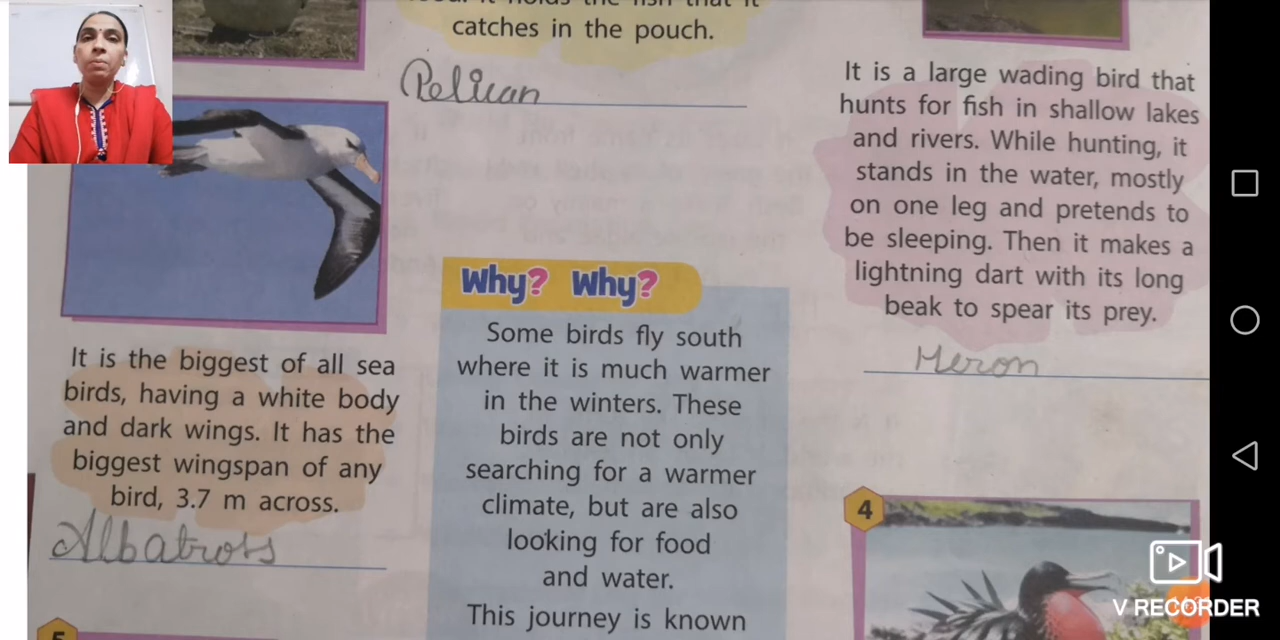 catches in the pouch.
Pelican
It is a large wading bird that
hunts for fish in shallow lakes
and rivers. While hunting, it
stands in the water, mostly
on one leg and pretends to
be sleeping. Then it makes a
lightning dart with its long
beak to spear its prey.
Heron
It is the biggest of all sea
birds, having a white body
and dark wings. It has the
biggest wingspan of any
bird, 3.7 m across.
Albatross
Why? Why?
Some birds fly south
where it is much warmer
in the winters. These
birds are not only
searching for a warmer
climate, but are also
looking for food
and water.
This journey is known
4
5
V RECORDER